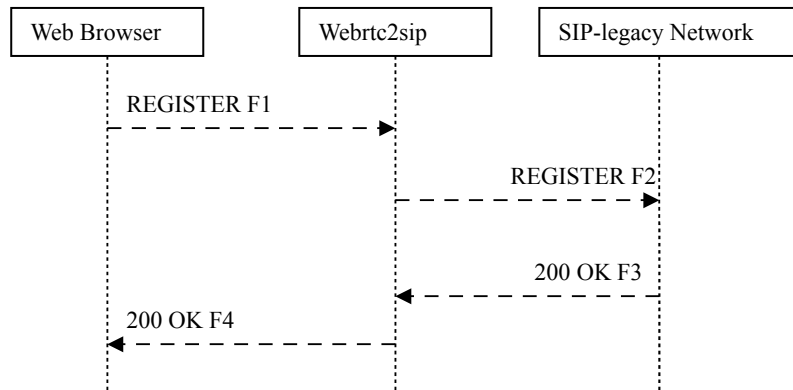 Web Browser
Webrtc2sip
SIP-legacy Network
REGISTER F1
REGISTER F2
200 OK F3
200 OK F4